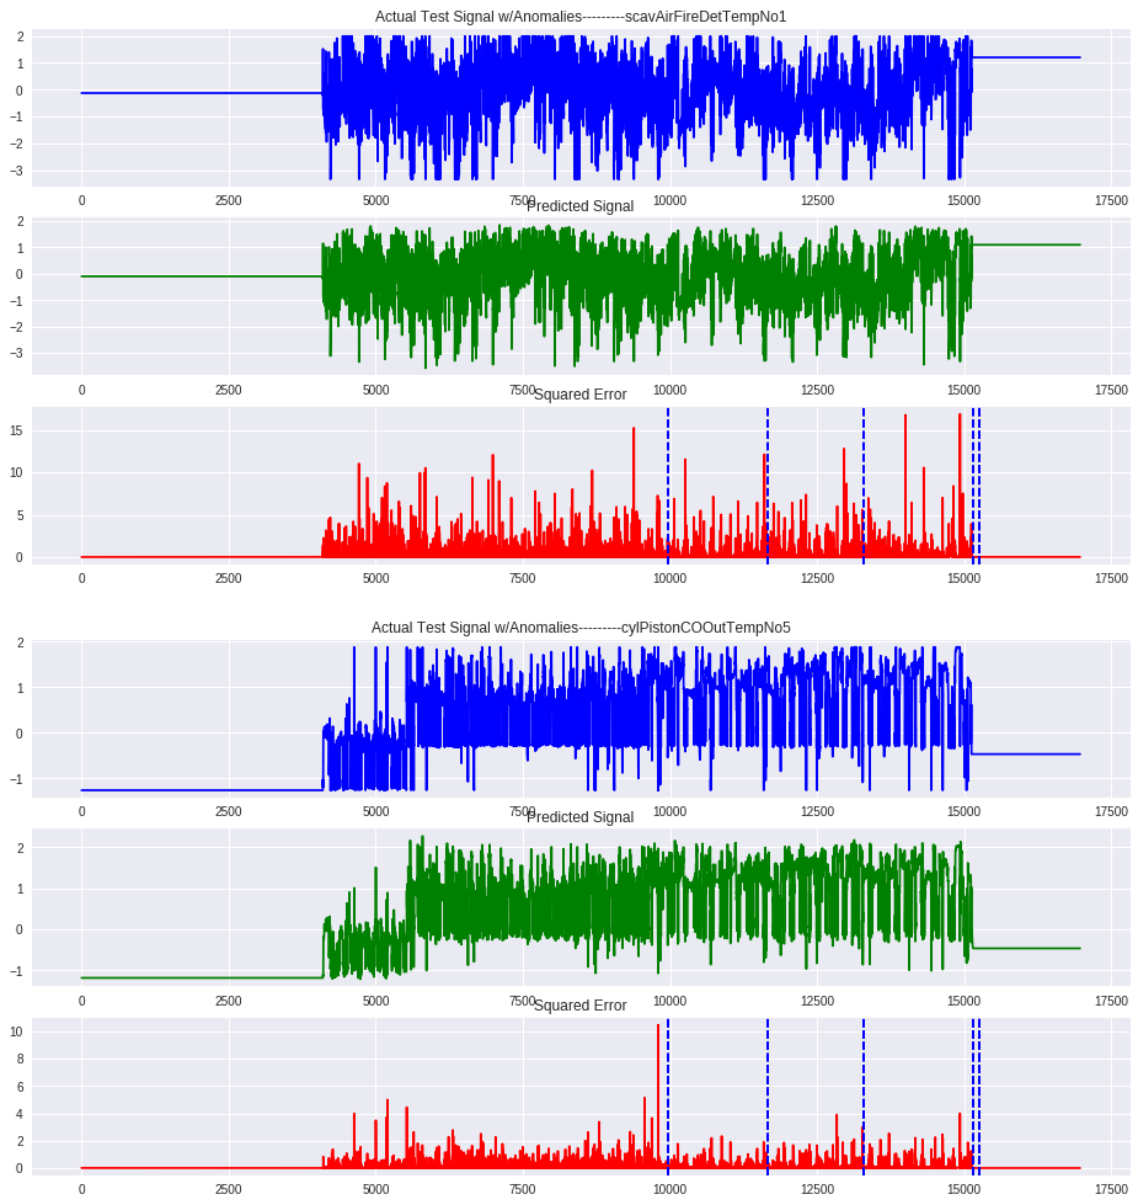 Actual Test Signal w/Anomalies---------scavAirFireDetTempNo1
2
1
0
−1
−2
−3
0 2500 5000 7500 10000 12500 15000 17500
Predicted Signal
2
1
0
−1
−2
−3
0 2500 5000 7500 10000 12500 15000 17500
Squared Error
15
10
5
0
0 2500 5000 7500 10000 12500 15000 17500
Actual Test Signal w/Anomalies---------cylPistonCOOutTempNo5
2
1
0
−1
0 2500 5000 7500 10000 12500 15000 17500
Predicted Signal
2
1
0
−1
0 2500 5000 7500 10000 12500 15000 17500
Squared Error
10
8
6
4
2
0
0 2500 5000 7500 10000 12500 15000 17500